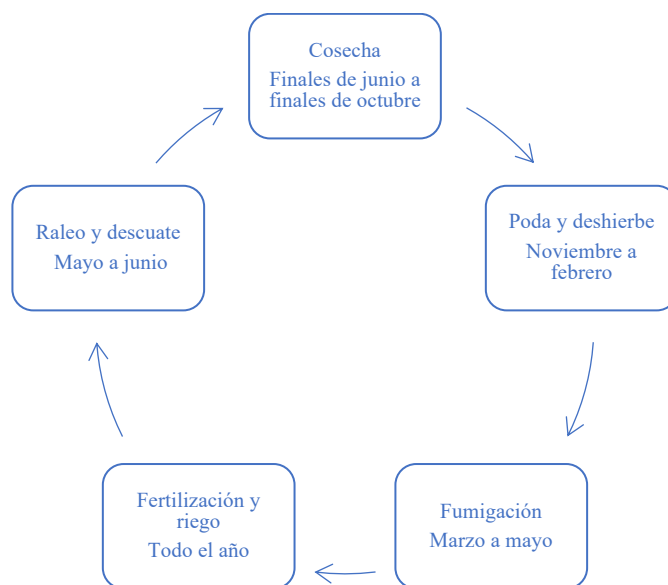 Cosecha
Finales de junio a
finales de octubre
Poda y deshierbe
Noviembre a
febrero
Fumigación
Marzo a mayo
Fertilización y
riego
Todo el año
Raleo y descuate
Mayo a junio